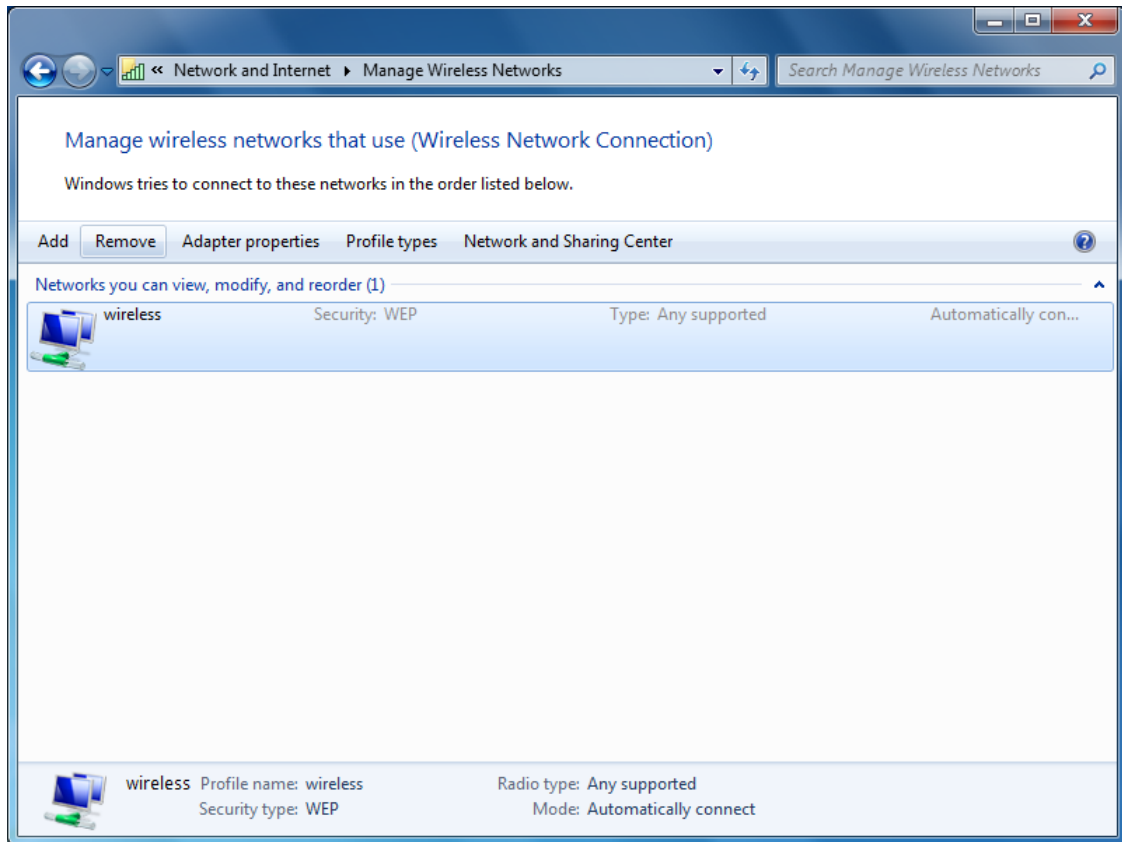 « Network and Internet ▸ Manage Wireless Networks Search Manage Wireless Networks
Manage wireless networks that use (Wireless Network Connection)
Windows tries to connect to these networks in the order listed below.
Add Remove Adapter properties Profile types Network and Sharing Center ?
Networks you can view, modify, and reorder (1)
wireless Security: WEP Type: Any supported Automatically con...
wireless Profile name: wireless Radio type: Any supported
Security type: WEP Mode: Automatically connect